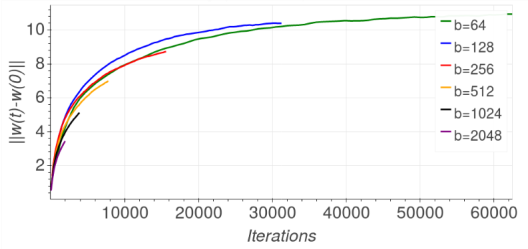 10
8
6
4
2
||w(t)-w(0)||
b=64
b=128
b=256
b=512
b=1024
b=2048
10000 20000 30000 40000 50000 60000
Iterations